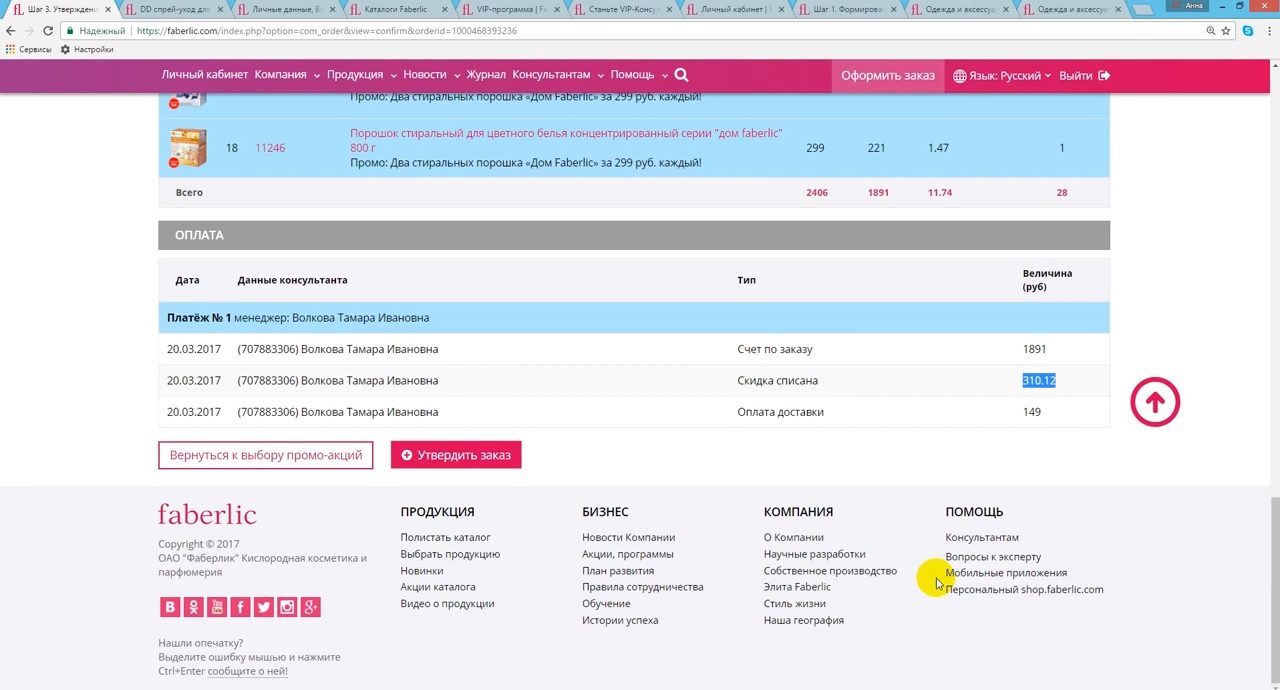 Шаг 3. Утвержден
DD спрей-уход для
Личные данные, В
Каталоги Faberlic
VIP-программа | Fa
Станьте VIP-Консу
Личный кабинет | F
Шаг 1. Формирова
Одежда и аксессуа
Одежда и аксессуа
Анна
Надежный https://faberlic.com/index.php?option=com_order&view=confirm&orderid=1000468393236
Сервисы Настройки
Личный кабинет Компания Продукция Новости Журнал Консультантам Помощь Оформить заказ Язык: Русский Выйти
Промо: Два стиральных порошка «Дом Faberlic» за 299 руб. каждый!
18 11246 Порошок стиральный для цветного белья концентрированный серии "дом faberlic" 800 г 299 221 1.47 1
Промо: Два стиральных порошка «Дом Faberlic» за 299 руб. каждый!
Всего 2406 1891 11.74 28
ОПЛАТА
Дата Данные консультанта Тип Величина (руб)
Платёж № 1 менеджер: Волкова Тамара Ивановна
20.03.2017 (707883306) Волкова Тамара Ивановна Счет по заказу 1891
20.03.2017 (707883306) Волкова Тамара Ивановна Скидка списана 310.12
20.03.2017 (707883306) Волкова Тамара Ивановна Оплата доставки 149
Вернуться к выбору промо-акций Утвердить заказ
faberlic
Copyright © 2017
ОАО "Фаберлик" Кислородная косметика и
парфюмерия
Нашли опечатку?
Выделите ошибку мышью и нажмите
Ctrl+Enter сообщите о ней!
ПРОДУКЦИЯ
Полистать каталог
Выбрать продукцию
Новинки
Акции каталога
Видео о продукции
БИЗНЕС
Новости Компании
Акции, программы
План развития
Правила сотрудничества
Обучение
Истории успеха
КОМПАНИЯ
О Компании
Научные разработки
Собственное производство
Элита Faberlic
Стиль жизни
Наша география
ПОМОЩЬ
Консультантам
Вопросы к эксперту
Мобильные приложения
Персональный shop.faberlic.com